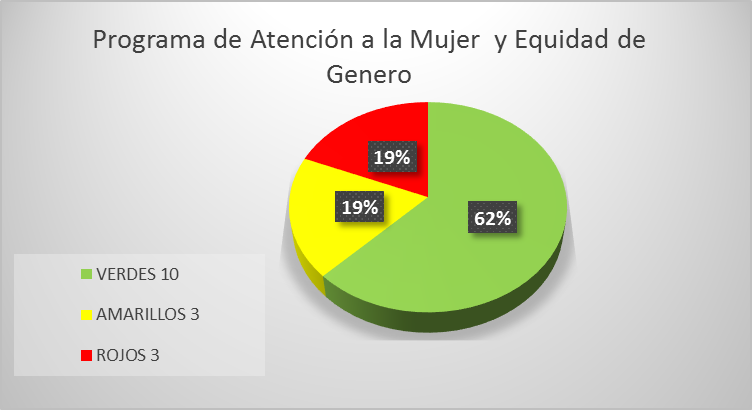 Programa de Atención a la Mujer  y Equidad de
Genero
19%
19%
62%
VERDES 10
AMARILLOS 3
ROJOS 3